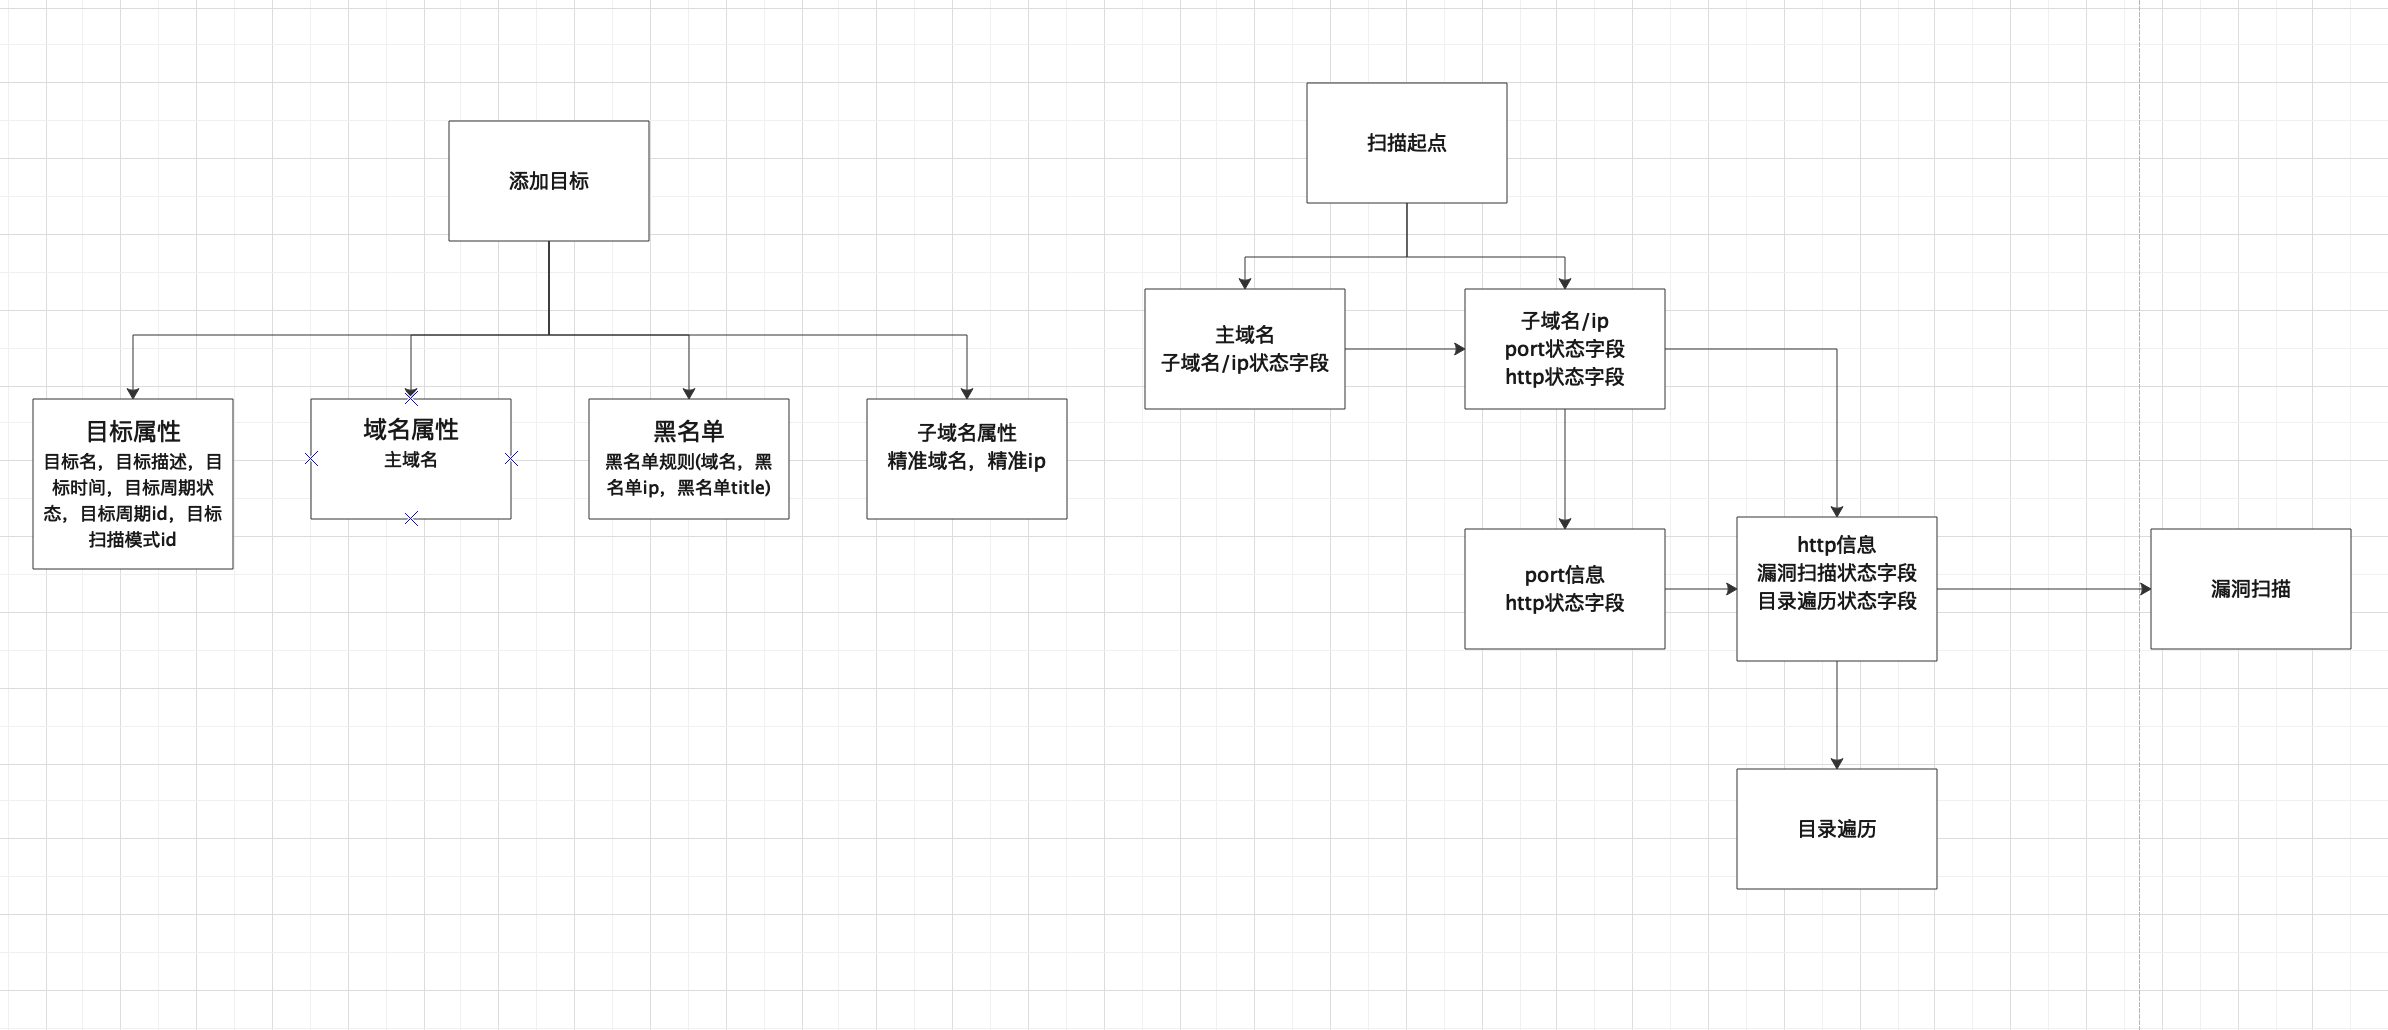 添加目标
目标属性
目标名，目标描述，目
标时间，目标周期状
态，目标周期id，目标
扫描模式id
域名属性
主域名
黑名单
黑名单规则(域名，黑
名单ip，黑名单title)
子域名属性
精准域名，精准ip
扫描起点
主域名
子域名/ip状态字段
子域名/ip
port状态字段
http状态字段
port信息
http状态字段
http信息
漏洞扫描状态字段
目录遍历状态字段
漏洞扫描
目录遍历